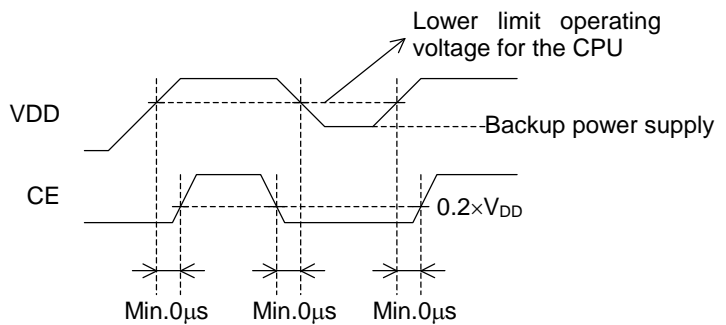 Lower limit operating
voltage for the CPU
VDD
Backup power supply
CE
0.2×VDD
Min.0μs
Min.0μs
Min.0μs